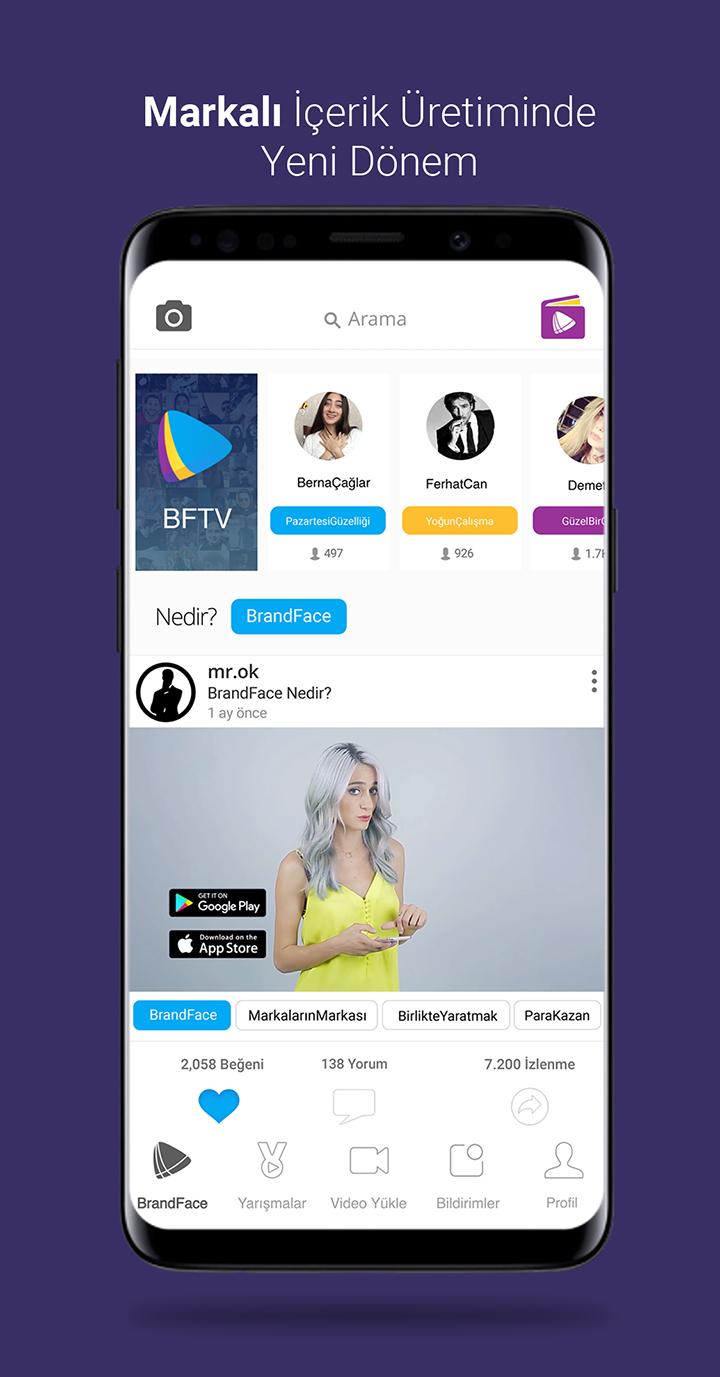 Markalı İçerik Üretiminde
Yeni Dönem
Arama
BFTV
BernaÇağlar
PazartesiGüzelliği
497
FerhatCan
YoğunÇalışma
926
Demet
GüzelBirG
1.7K
Nedir?
BrandFace
mr.ok
BrandFace Nedir?
1 ay önce
GET IT ON
Google Play
Download on the
App Store
BrandFace
MarkalarınMarkası
BirlikteYaratmak
ParaKazan
2,058 Beğeni
138 Yorum
7.200 İzlenme
BrandFace
Yarışmalar
Video Yükle
Bildirimler
Profil